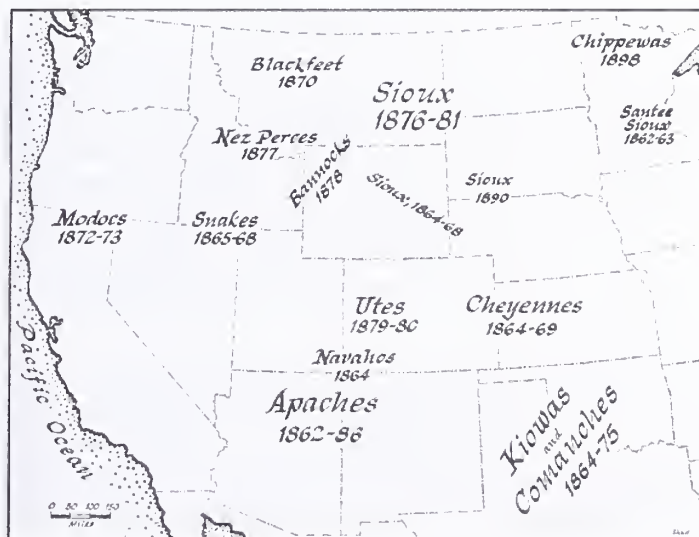 Chippewas
1898
Blackfeet
1870
Sioux
1876-81
Santee
Sioux
1862-63
Nez Perces
1877
Bannocks
1878
Sioux, 1864-68
Sioux
1890
Modocs
1872-73
Snakes
1865-68
Utes
1879-80
Cheyennes
1864-69
Navahos
1864
Apaches
1862-86
Kiowas
and
Comanches
1864-75
Pacific Ocean
0 50 100 150
Miles